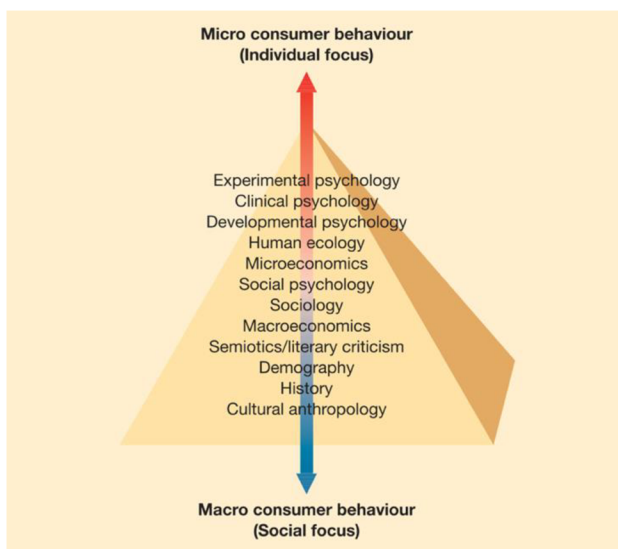 Micro consumer behaviour
(Individual focus)
Experimental psychology
Clinical psychology
Developmental psychology
Human ecology
Microeconomics
Social psychology
Sociology
Macroeconomics
Semiotics/literary criticism
Demography
History
Cultural anthropology
Macro consumer behaviour
(Social focus)